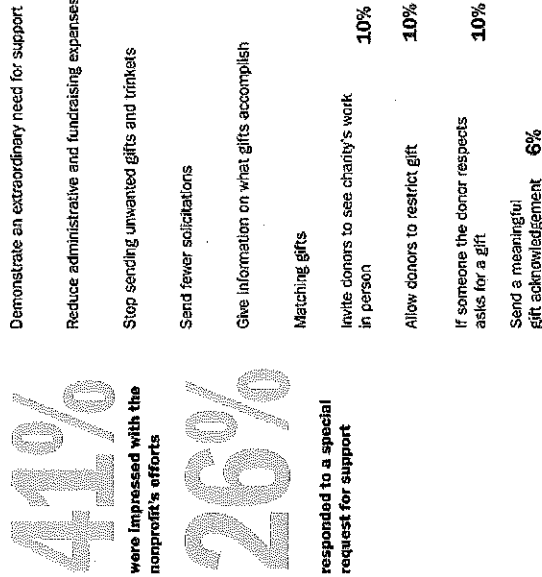 41%
were impressed with the
nonprofit's efforts
26%
responded to a special
request for support
Demonstrate an extraordinary need for support
Reduce administrative and fundraising expenses
Stop sending unwanted gifts and trinkets
Send fewer solicitations
Give information on what gifts accomplish
Matching gifts
Invite donors to see charity's work
in person 10%
Allow donors to restrict gift 10%
If someone the donor respects
asks for a gift 10%
Send a meaningful
gift acknowledgement 6%